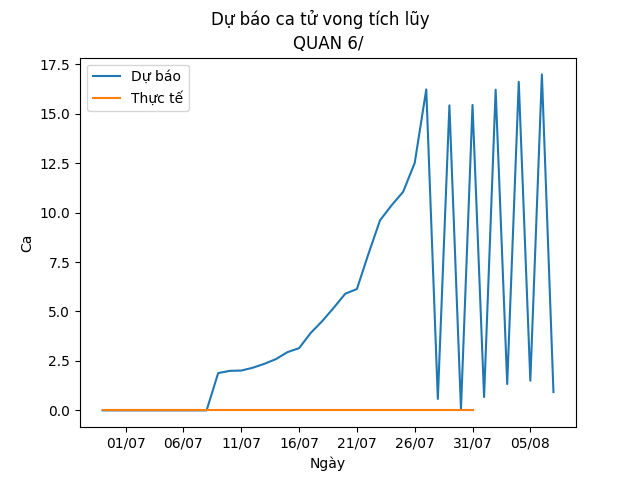 Dự báo ca tử vong tích lũy
QUAN 6/
Dự báo
Thực tế
17.5
15.0
12.5
10.0
7.5
5.0
2.5
0.0
Ca
01/07 06/07 11/07 16/07 21/07 26/07 31/07 05/08
Ngày